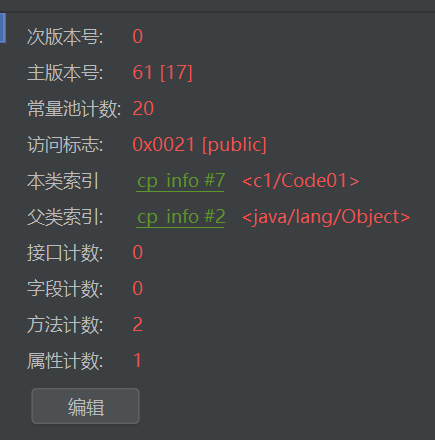 次版本号: 0
主版本号: 61 [17]
常量池计数: 20
访问标志: 0x0021 [public]
本类索引 cp_info #7 <c1/Code01>
父类索引: cp_info #2 <java/lang/Object>
接口计数: 0
字段计数: 0
方法计数: 2
属性计数: 1
编辑